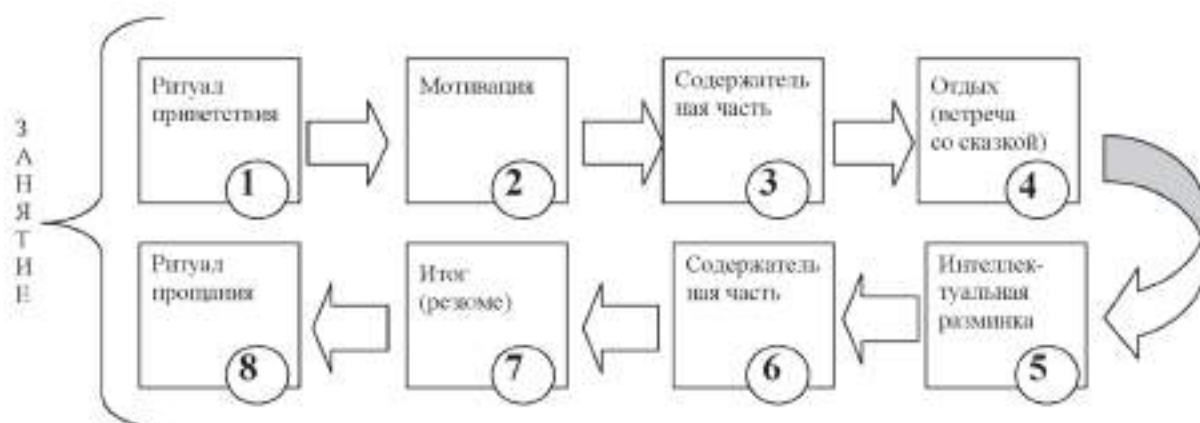 ЗАНЯТИЕ
Ритуал
приветствия
1
Мотивация
2
Содержатель
ная часть
3
Отдых
(встреча
со сказкой)
4
Интеллек-
туальная
разминка
5
Содержатель
ная часть
6
Итог
(резюме)
7
Ритуал
прощания
8